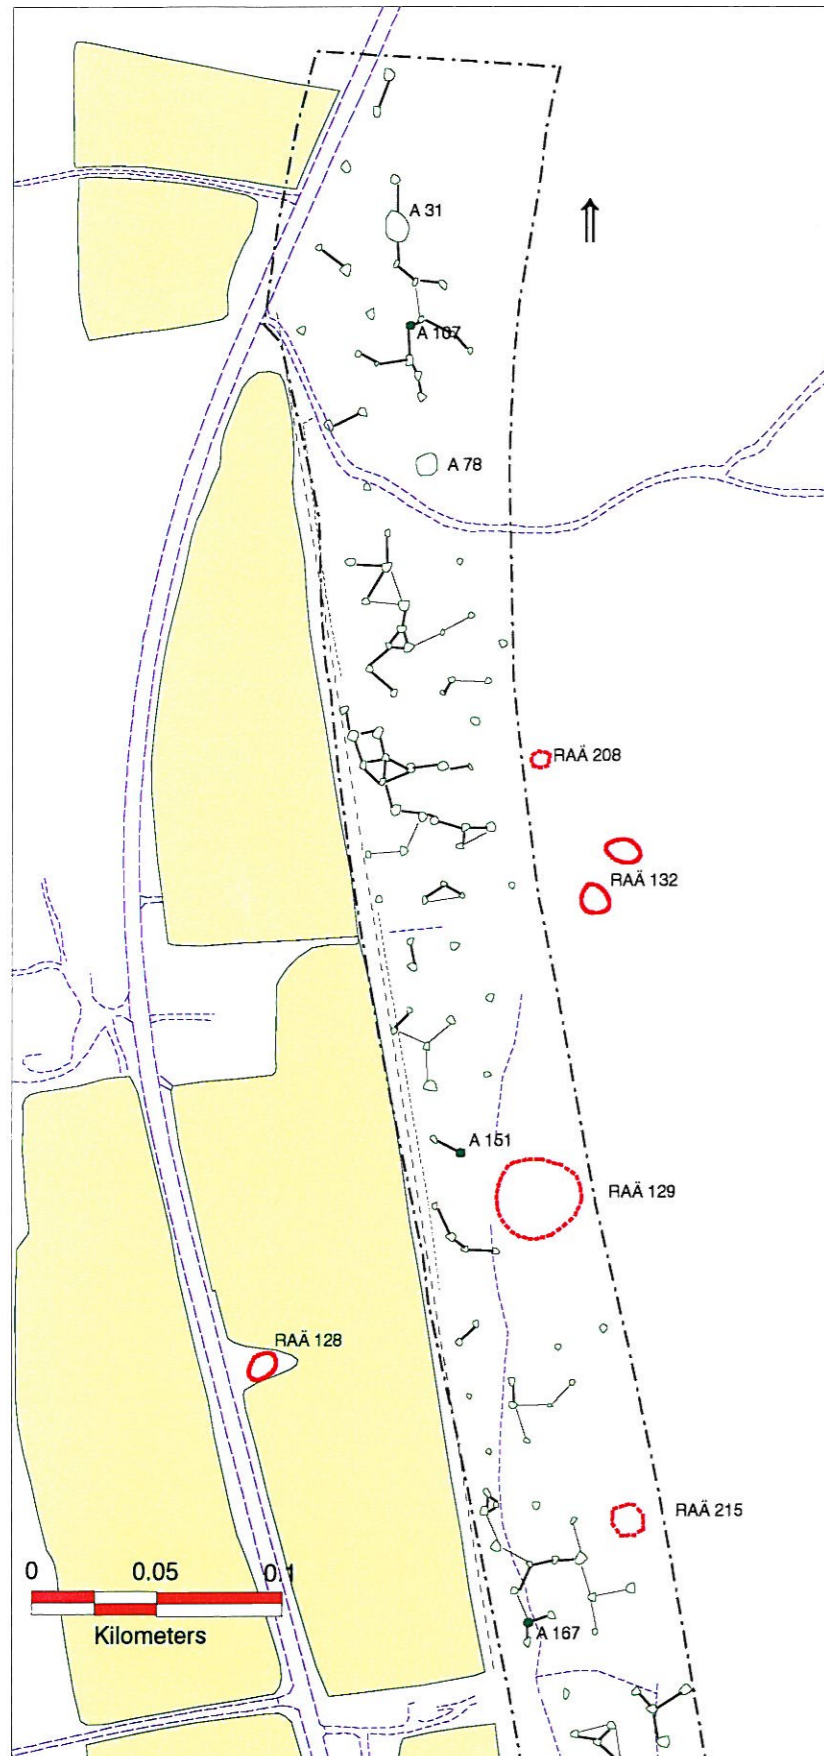 A 31
A 107
A 78
RAÄ 208
RAÄ 132
A 151
RAÄ 129
RAÄ 128
RAÄ 215
0 0.05 0.1
Kilometers
A 167